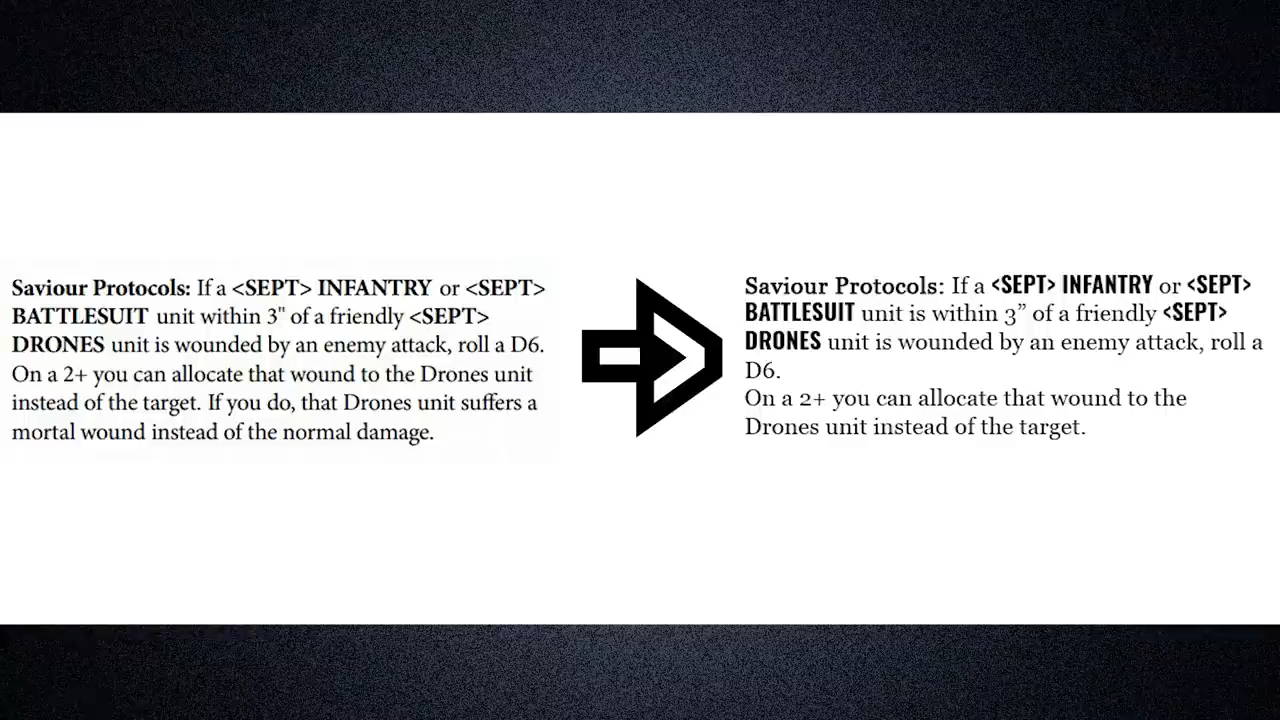 Saviour Protocols: If a <SEPT> INFANTRY or <SEPT>
BATTLESUIT unit within 3" of a friendly <SEPT>
DRONES unit is wounded by an enemy attack, roll a D6.
On a 2+ you can allocate that wound to the Drones unit
instead of the target. If you do, that Drones unit suffers a
mortal wound instead of the normal damage.
Saviour Protocols: If a <SEPT> INFANTRY or <SEPT>
BATTLESUIT unit is within 3” of a friendly <SEPT>
DRONES unit is wounded by an enemy attack, roll a
D6.
On a 2+ you can allocate that wound to the
Drones unit instead of the target.